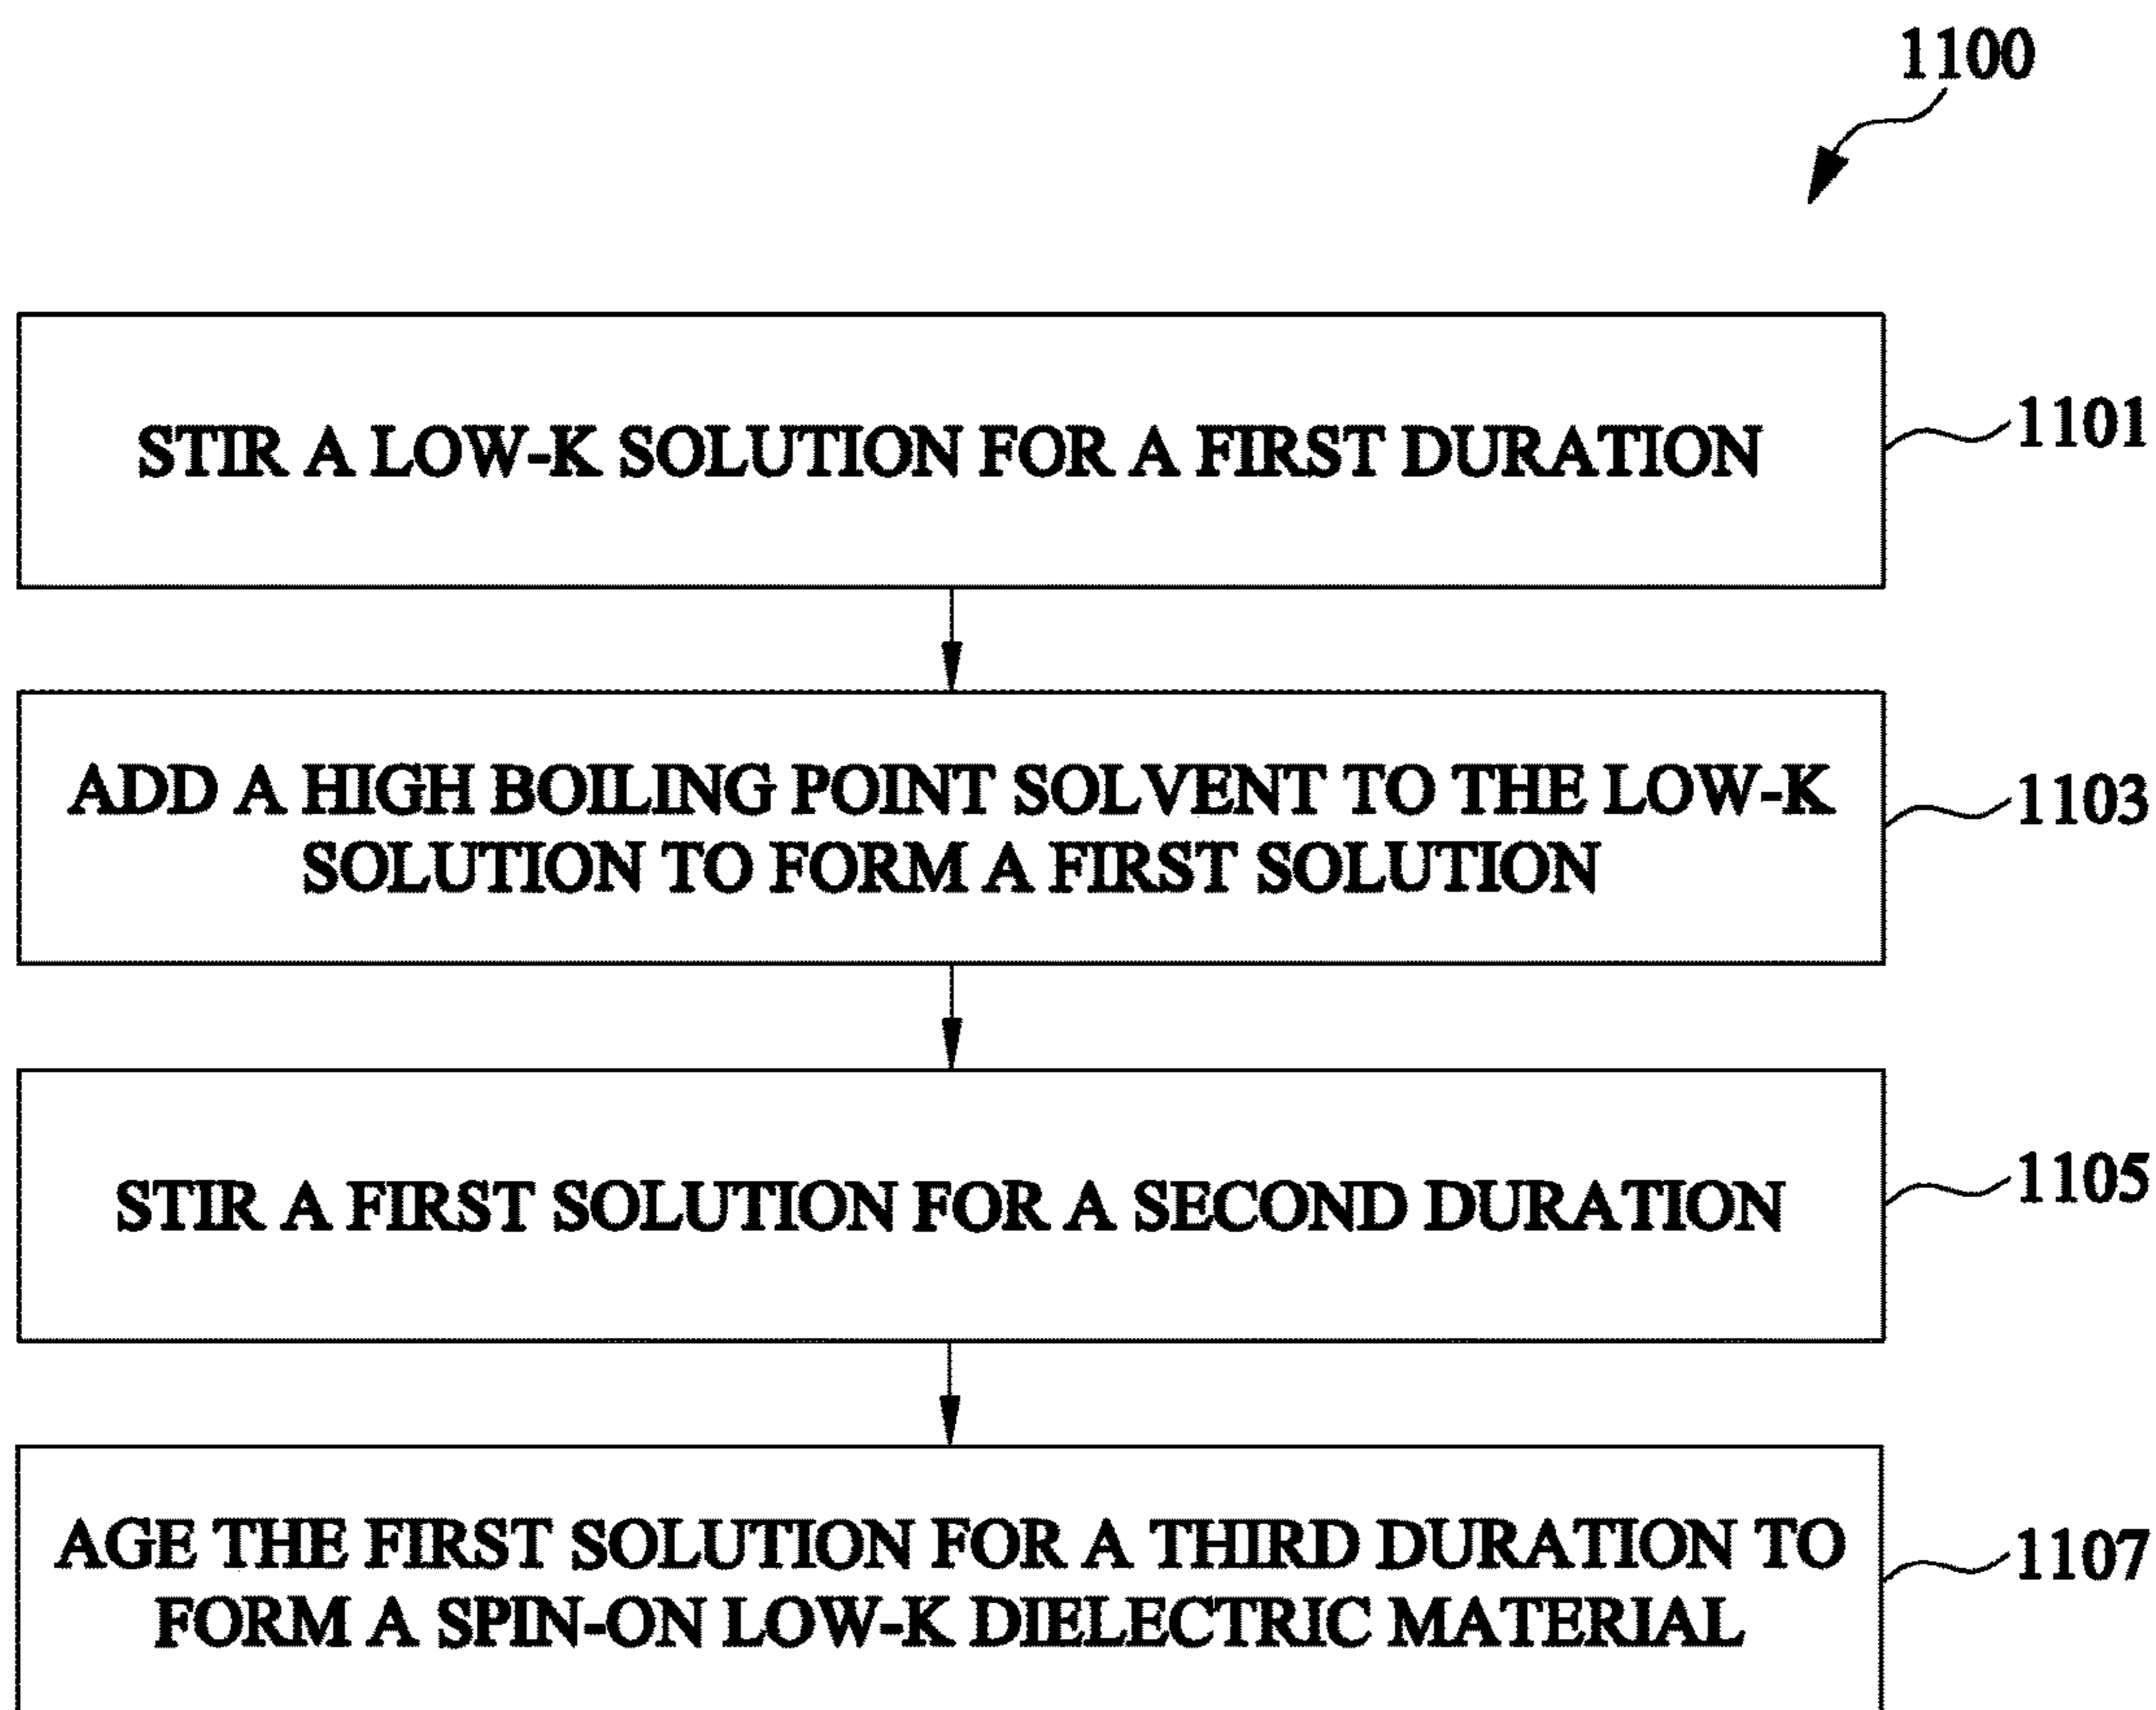 1100
STIR A LOW-K SOLUTION FOR A FIRST DURATION
1101
ADD A HIGH BOILING POINT SOLVENT TO THE LOW-K
SOLUTION TO FORM A FIRST SOLUTION
1103
STIR A FIRST SOLUTION FOR A SECOND DURATION
1105
AGE THE FIRST SOLUTION FOR A THIRD DURATION TO
FORM A SPIN-ON LOW-K DIELECTRIC MATERIAL
1107